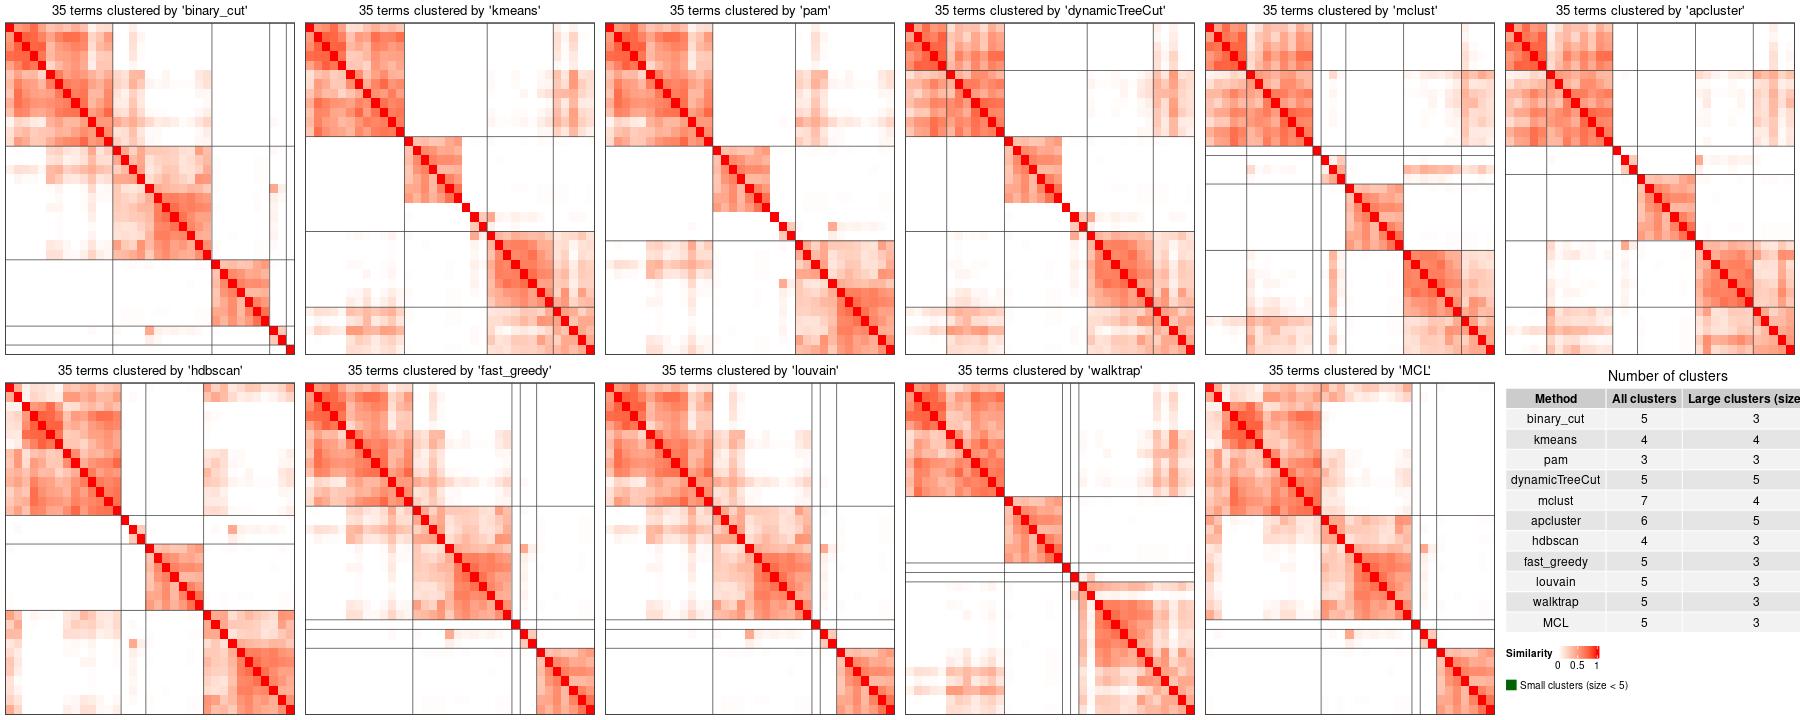 35 terms clustered by 'binary_cut'
35 terms clustered by 'kmeans'
35 terms clustered by 'pam'
35 terms clustered by 'dynamicTreeCut'
35 terms clustered by 'mclust'
35 terms clustered by 'apcluster'
35 terms clustered by 'hdbscan'
35 terms clustered by 'fast_greedy'
35 terms clustered by 'louvain'
35 terms clustered by 'walktrap'
35 terms clustered by 'MCL'
Number of clusters
Method All clusters Large clusters (size
binary_cut 5 3
kmeans 4 4
pam 3 3
dynamicTreeCut 5 5
mclust 7 4
apcluster 6 5
hdbscan 4 3
fast_greedy 5 3
louvain 5 3
walktrap 5 3
MCL 5 3
Similarity
0 0.5 1
Small clusters (size < 5)